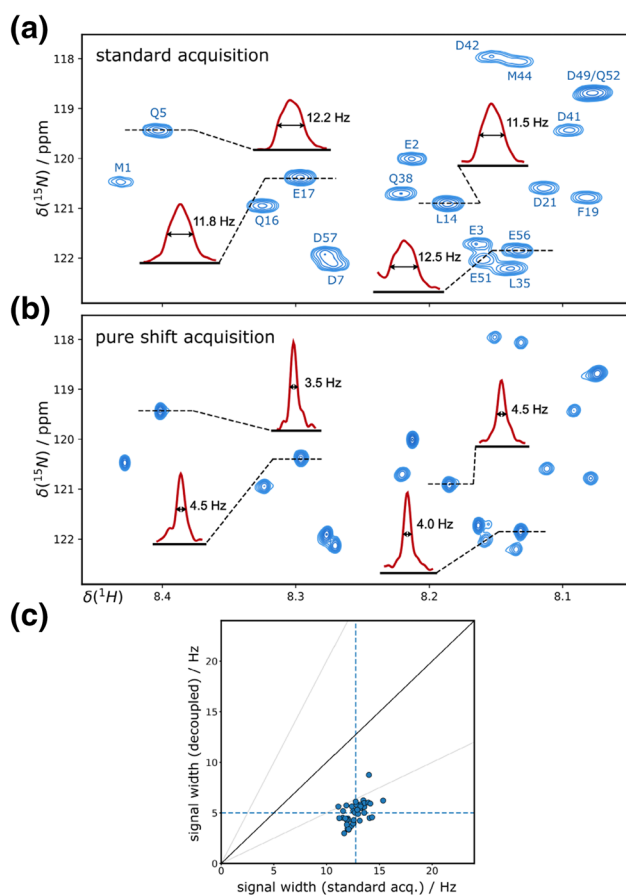 (a)
standard acquisition
118
119
120
121
122
δ(¹⁵N) / ppm
D42
M44
D49/Q52
Q5
12.2 Hz
11.5 Hz
D41
E2
M1
E17
Q38
D21
Q16
L14
F19
11.8 Hz
D57
D7
12.5 Hz
E3
E56
E51
L35
(b)
pure shift acquisition
118
119
120
121
122
δ(¹⁵N) / ppm
3.5 Hz
4.5 Hz
4.5 Hz
4.0 Hz
δ(¹H)
8.4
8.3
8.2
8.1
(c)
signal width (decoupled) / Hz
20
15
10
5
0
0
5
10
15
20
signal width (standard acq.) / Hz